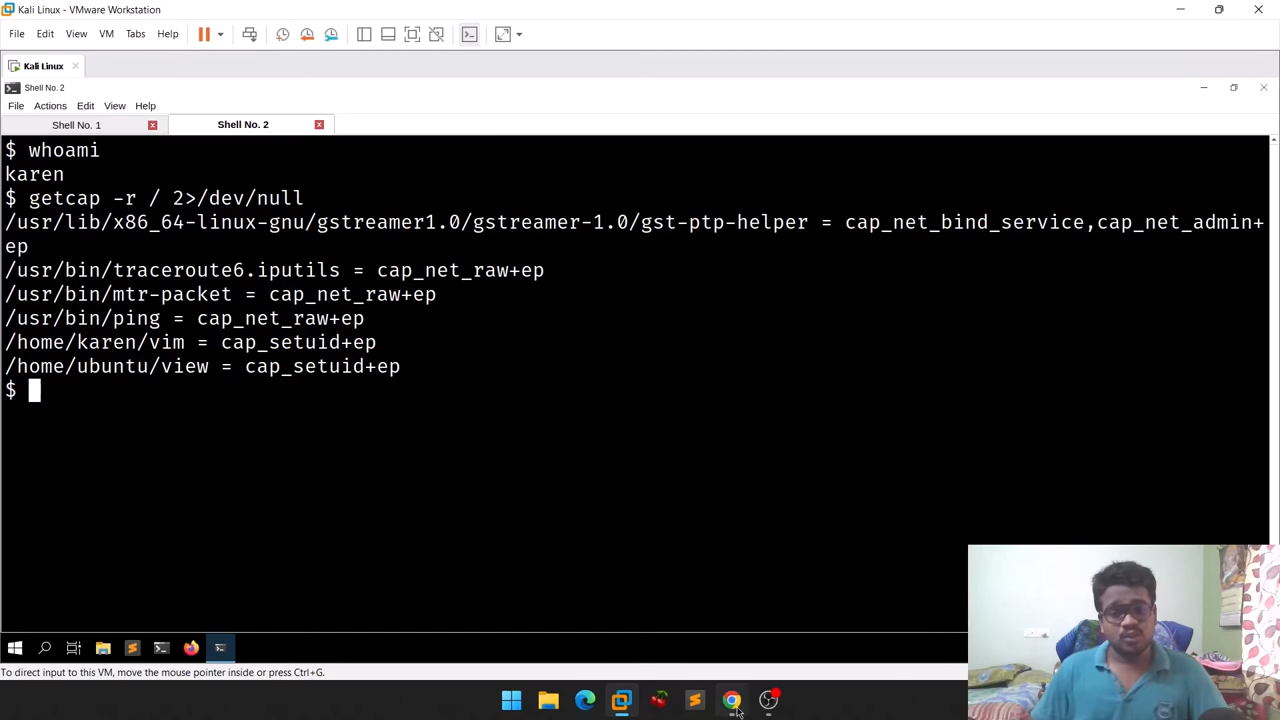 Kali Linux - VMware Workstation
File Edit View VM Tabs Help
Kali Linux
Shell No. 2
File Actions Edit View Help
Shell No. 1 Shell No. 2
$ whoami
karen
$ getcap -r / 2>/dev/null
/usr/lib/x86_64-linux-gnu/gstreamer1.0/gstreamer-1.0/gst-ptp-helper = cap_net_bind_service,cap_net_admin+
ep
/usr/bin/traceroute6.iputils = cap_net_raw+ep
/usr/bin/mtr-packet = cap_net_raw+ep
/usr/bin/ping = cap_net_raw+ep
/home/karen/vim = cap_setuid+ep
/home/ubuntu/view = cap_setuid+ep
$
To direct input to this VM, move the mouse pointer inside or press Ctrl+G.